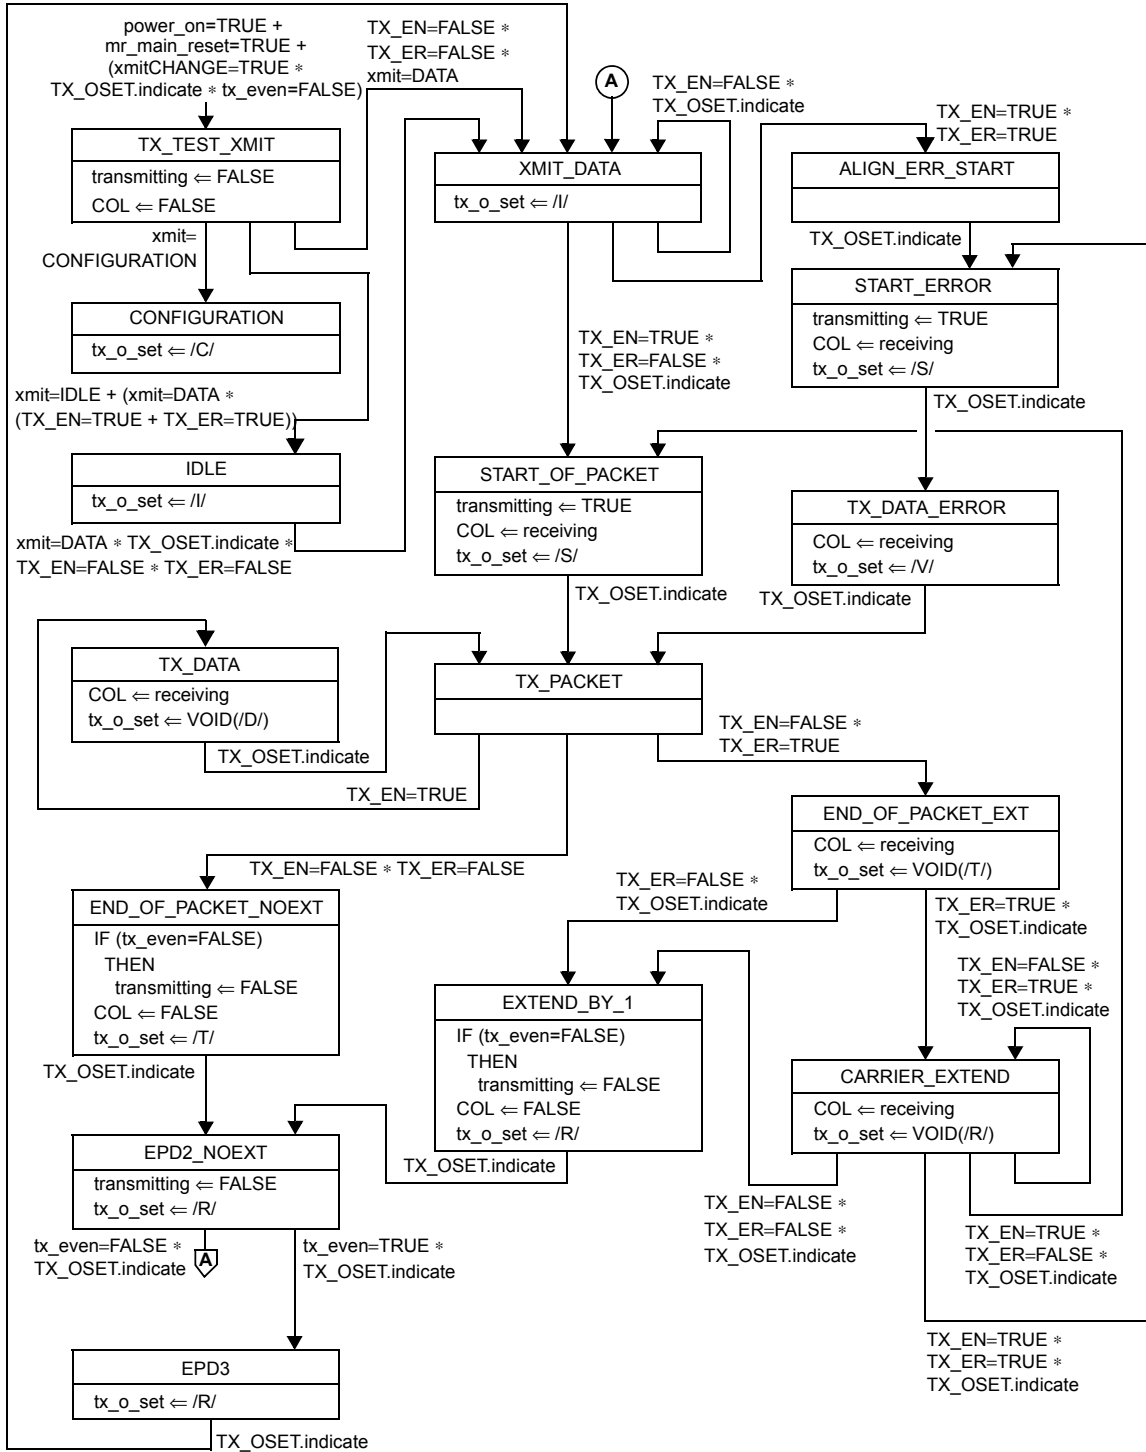 power_on=TRUE +
mr_main_reset=TRUE +
(xmitCHANGE=TRUE ∗
TX_OSET.indicate ∗ tx_even=FALSE)
TX_TEST_XMIT
transmitting ⇐ FALSE
COL ⇐ FALSE
xmit=
CONFIGURATION
CONFIGURATION
tx_o_set ⇐ /C/
xmit=IDLE + (xmit=DATA ∗
(TX_EN=TRUE + TX_ER=TRUE))
IDLE
tx_o_set ⇐ /I/
xmit=DATA ∗ TX_OSET.indicate ∗
TX_EN=FALSE ∗ TX_ER=FALSE
TX_EN=FALSE ∗
TX_ER=FALSE ∗
xmit=DATA
A
TX_EN=FALSE ∗
TX_OSET.indicate
XMIT_DATA
tx_o_set ⇐ /I/
TX_EN=TRUE ∗
TX_ER=TRUE
ALIGN_ERR_START
TX_OSET.indicate
START_ERROR
transmitting ⇐ TRUE
COL ⇐ receiving
tx_o_set ⇐ /S/
TX_OSET.indicate
TX_EN=TRUE ∗
TX_ER=FALSE ∗
TX_OSET.indicate
START_OF_PACKET
transmitting ⇐ TRUE
COL ⇐ receiving
tx_o_set ⇐ /S/
TX_OSET.indicate
TX_DATA_ERROR
COL ⇐ receiving
tx_o_set ⇐ /V/
TX_OSET.indicate
TX_DATA
COL ⇐ receiving
tx_o_set ⇐ VOID(/D/)
TX_OSET.indicate
TX_PACKET
TX_EN=TRUE
TX_EN=FALSE ∗
TX_ER=TRUE
TX_EN=FALSE ∗ TX_ER=FALSE
END_OF_PACKET_EXT
COL ⇐ receiving
tx_o_set ⇐ VOID(/T/)
TX_ER=FALSE ∗
TX_OSET.indicate
TX_ER=TRUE ∗
TX_OSET.indicate
END_OF_PACKET_NOEXT
IF (tx_even=FALSE)
THEN
transmitting ⇐ FALSE
COL ⇐ FALSE
tx_o_set ⇐ /T/
TX_OSET.indicate
EXTEND_BY_1
IF (tx_even=FALSE)
THEN
transmitting ⇐ FALSE
COL ⇐ FALSE
tx_o_set ⇐ /R/
TX_OSET.indicate
TX_EN=FALSE ∗
TX_ER=TRUE ∗
TX_OSET.indicate
CARRIER_EXTEND
COL ⇐ receiving
tx_o_set ⇐ VOID(/R/)
TX_EN=FALSE ∗
TX_ER=FALSE ∗
TX_OSET.indicate
TX_EN=TRUE ∗
TX_ER=FALSE ∗
TX_OSET.indicate
TX_EN=TRUE ∗
TX_ER=TRUE ∗
TX_OSET.indicate
EPD2_NOEXT
transmitting ⇐ FALSE
tx_o_set ⇐ /R/
tx_even=FALSE ∗
TX_OSET.indicate
A
tx_even=TRUE ∗
TX_OSET.indicate
EPD3
tx_o_set ⇐ /R/
TX_OSET.indicate